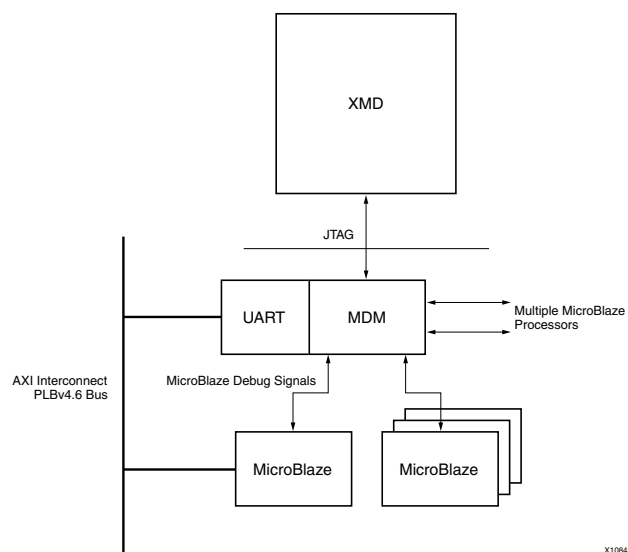 XMD
JTAG
UART
MDM
Multiple MicroBlaze
Processors
AXI Interconnect
PLBv4.6 Bus
MicroBlaze Debug Signals
MicroBlaze
MicroBlaze
X1084